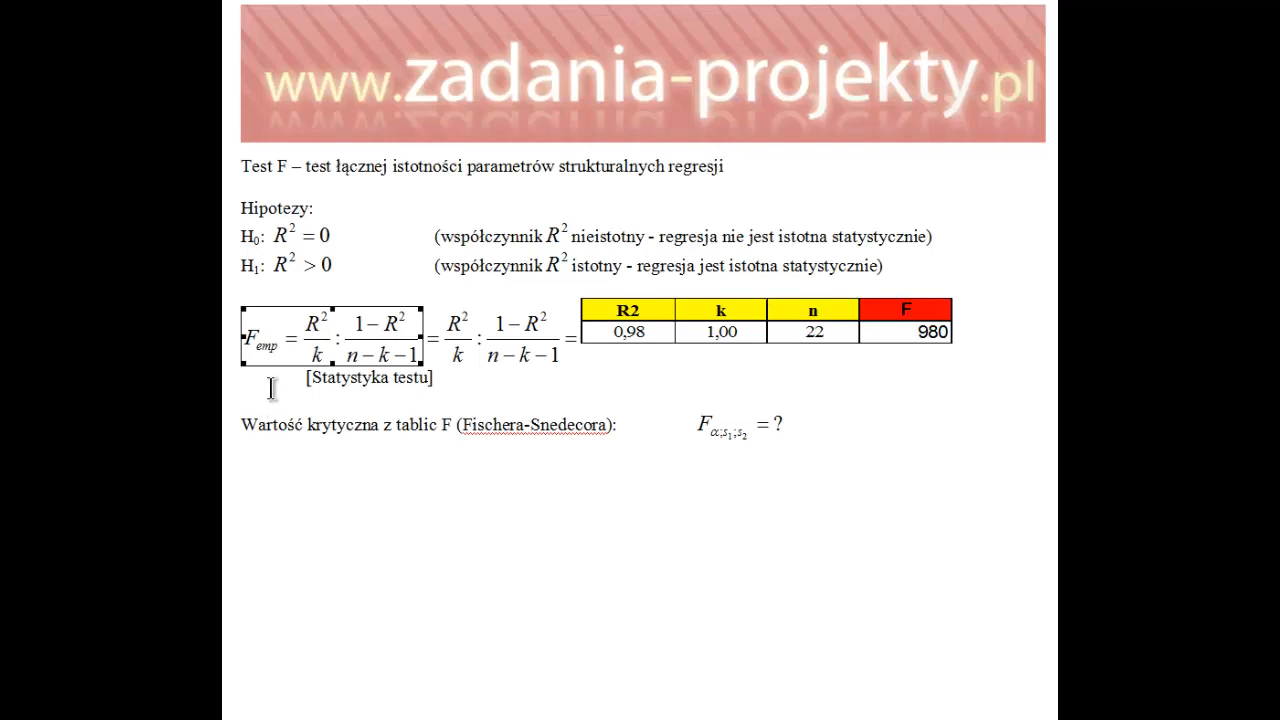 www.zadania-projekty.pl
Test F – test łącznej istotności parametrów strukturalnych regresji
Hipotezy:
H₀: R² = 0 (współczynnik R² nieistotny - regresja nie jest istotna statystycznie)
H₁: R² > 0 (współczynnik R² istotny - regresja jest istotna statystycznie)
F_emp = R²/k : (1 − R²)/(n − k − 1) = R²/k : (1 − R²)/(n − k − 1) =
R2 k n F
0,98 1,00 22 980
[Statystyka testu]
Wartość krytyczna z tablic F (Fischera-Snedecora): F_α;s₁;s₂ = ?